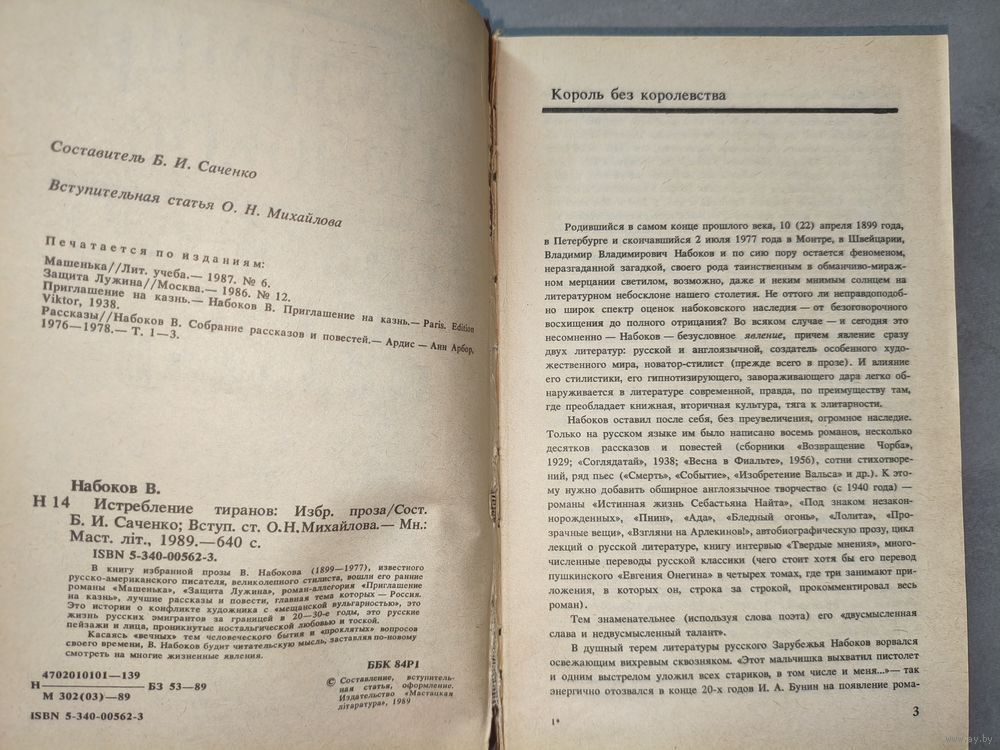 Составитель Б. И. Саченко
Вступительная статья О. Н. Михайлова
Печатается по изданиям:
Машенька//Лит. учеба.— 1987. № 6.
Защита Лужина//Москва.— 1986. № 12.
Приглашение на казнь.— Набоков В. Приглашение на казнь.— Paris. Edition
Viktor, 1938.
Рассказы//Набоков В. Собрание рассказов и повестей.— Ардис — Анн Арбор,
1976—1978.— Т. 1—3.
Набоков В.
Н 14 Истребление тиранов: Избр. проза/Сост.
Б. И. Саченко; Вступ. ст. О. Н. Михайлова.— Мн.:
Маст. літ., 1989.—640 с.
ISBN 5-340-00562-3.
В книгу избранной прозы В. Набокова (1899—1977), известного
русско-американского писателя, великолепного стилиста, вошли его ранние
романы «Машенька», «Защита Лужина», роман-аллегория «Приглашение
на казнь», лучшие рассказы и повести, главная тема которых — Россия.
Это истории о конфликте художника с «мещанской вульгарностью», это
жизнь русских эмигрантов за границей в 20—30-е годы, это русские
пейзажи и лица, проникнутые ностальгической любовью и тоской.
Касаясь «вечных» тем человеческого бытия и «проклятых» вопросов
своего времени, В. Набоков будит читательскую мысль, заставляя по-новому
смотреть на многие жизненные явления.
ББК 84Р1
4702010101—139
Н ———— БЗ 53—89
М 302(03)—89
© Составление, вступитель-
ная статья, оформление.
Издательство «Мастацкая
літаратура», 1989
ISBN 5-340-00562-3
Король без королевства
Родившийся в самом конце прошлого века, 10 (22) апреля 1899 года,
в Петербурге и скончавшийся 2 июля 1977 года в Монтре, в Швейцарии,
Владимир Владимирович Набоков и по сию пору остается феноменом,
неразгаданной загадкой, своего рода таинственным в обманчиво-мираж-
ном мерцании светилом, возможно, даже и неким мнимым солнцем на
литературном небосклоне нашего столетия. Не оттого ли неправдоподоб-
но широк спектр оценок набоковского наследия — от безоговорочного
восхищения до полного отрицания? Во всяком случае — и сегодня это
несомненно — Набоков — безусловное явление, причем явление сразу
двух литератур: русской и англоязычной, создатель особенного худо-
жественного мира, новатор-стилист (прежде всего в прозе). И влияние
его стилистики, его гипнотизирующего, завораживающего дара легко об-
наруживается в литературе современной, правда, по преимуществу там,
где преобладает книжная, вторичная культура, тяга к элитарности.
Набоков оставил после себя, без преувеличения, огромное наследие.
Только на русском языке им было написано восемь романов, несколько
десятков рассказов и повестей (сборники «Возвращение Чорба»,
1929; «Соглядатай», 1938; «Весна в Фиальте», 1956), сотни стихотворе-
ний, ряд пьес («Смерть», «Событие», «Изобретение Вальса» и др.). К это-
му нужно добавить обширное англоязычное творчество (с 1940 года) —
романы «Истинная жизнь Себастьяна Найта», «Под знаком незакон-
норожденных», «Пнин», «Ада», «Бледный огонь», «Лолита», «Про-
зрачные вещи», «Взгляни на Арлекинов!», автобиографическую прозу, цикл
лекций о русской литературе, книгу интервью «Твердые мнения», много-
численные переводы русской классики (чего стоит хотя бы его перевод
пушкинского «Евгения Онегина» в четырех томах, где три занимают при-
ложения, в которых он, строка за строкой, прокомментировал весь
роман).
Тем знаменательнее (используя слова поэта) его «двусмысленная
слава и недвусмысленный талант».
В душный терем литературы русского Зарубежья Набоков ворвался
освежающим вихревым сквозняком. «Этот мальчишка выхватил пистолет
и одним выстрелом уложил всех стариков, в том числе и меня...»— так
энергично отозвался в конце 20-х годов И. А. Бунин на появление рома-
1*
3
www.ay.by